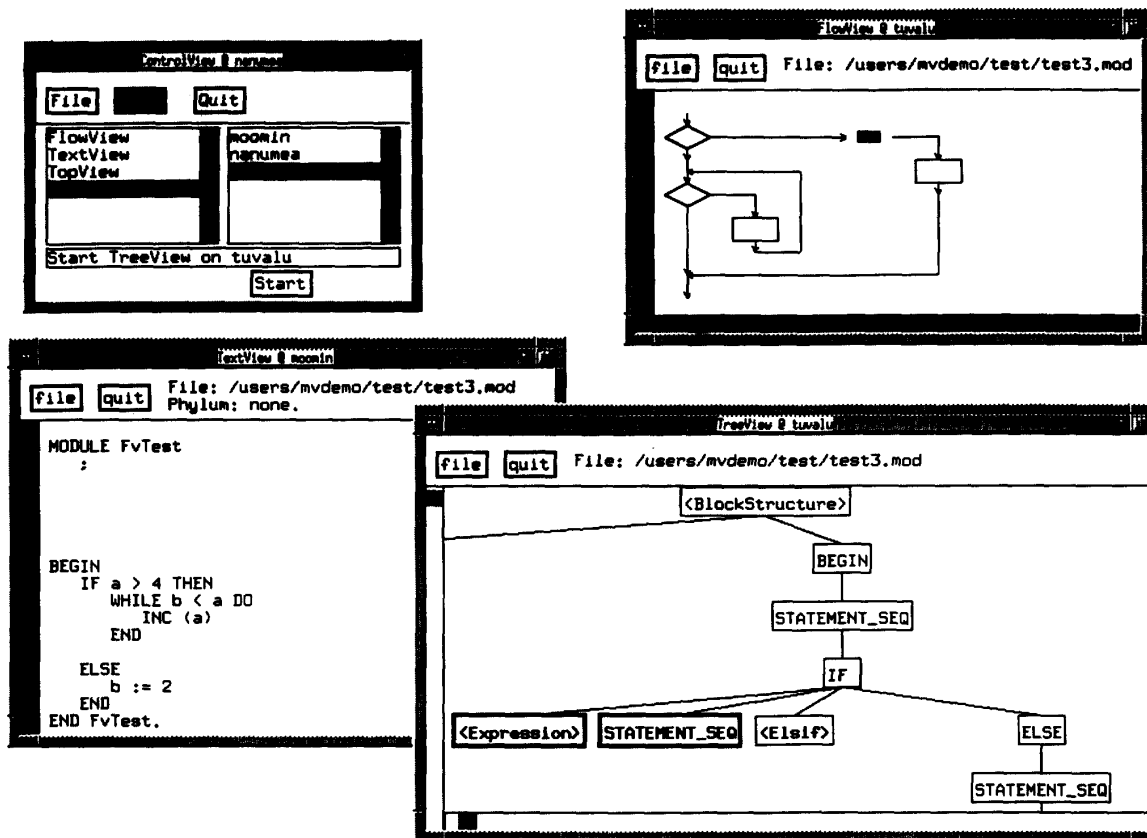 ControlView @ nanumea
File Quit
FlowView
TextView
TopView
moomin
nanumea
Start TreeView on tuvalu
Start
FlowView @ tuvalu
file quit File: /users/mvdemo/test/test3.mod
TextView @ moomin
file quit File: /users/mvdemo/test/test3.mod
Phylum: none.
MODULE FvTest
;
BEGIN
IF a > 4 THEN
WHILE b < a DO
INC (a)
END
ELSE
b := 2
END
END FvTest.
TreeView @ tuvalu
file quit File: /users/mvdemo/test/test3.mod
<BlockStructure>
BEGIN
STATEMENT_SEQ
IF
<Expression> STATEMENT_SEQ <Elsif> ELSE
STATEMENT_SEQ